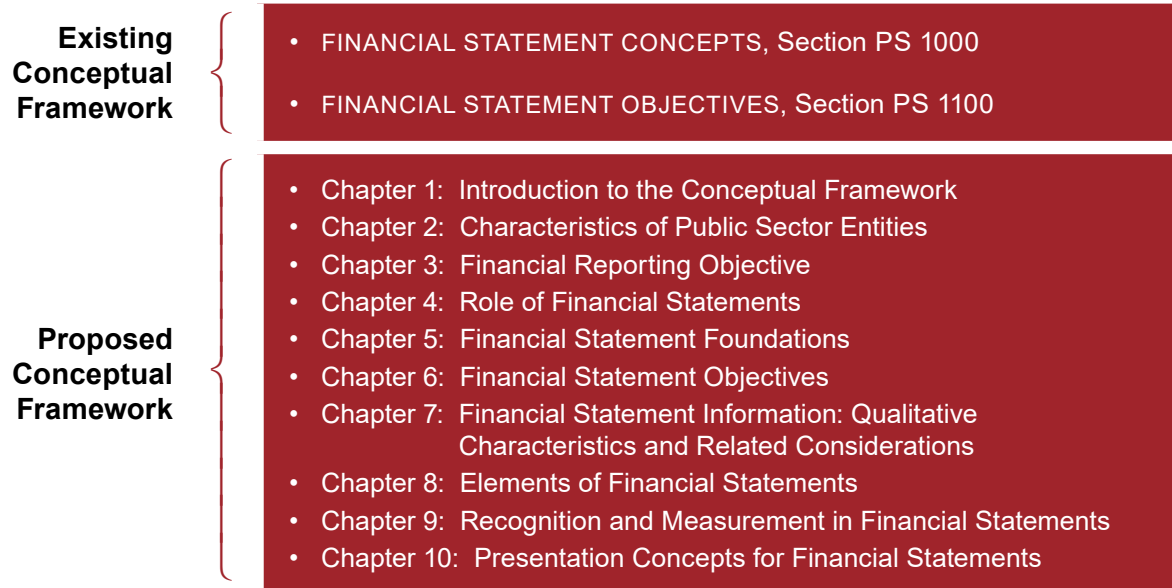 Existing
Conceptual
Framework
• FINANCIAL STATEMENT CONCEPTS, Section PS 1000
• FINANCIAL STATEMENT OBJECTIVES, Section PS 1100
Proposed
Conceptual
Framework
• Chapter 1: Introduction to the Conceptual Framework
• Chapter 2: Characteristics of Public Sector Entities
• Chapter 3: Financial Reporting Objective
• Chapter 4: Role of Financial Statements
• Chapter 5: Financial Statement Foundations
• Chapter 6: Financial Statement Objectives
• Chapter 7: Financial Statement Information: Qualitative
Characteristics and Related Considerations
• Chapter 8: Elements of Financial Statements
• Chapter 9: Recognition and Measurement in Financial Statements
• Chapter 10: Presentation Concepts for Financial Statements